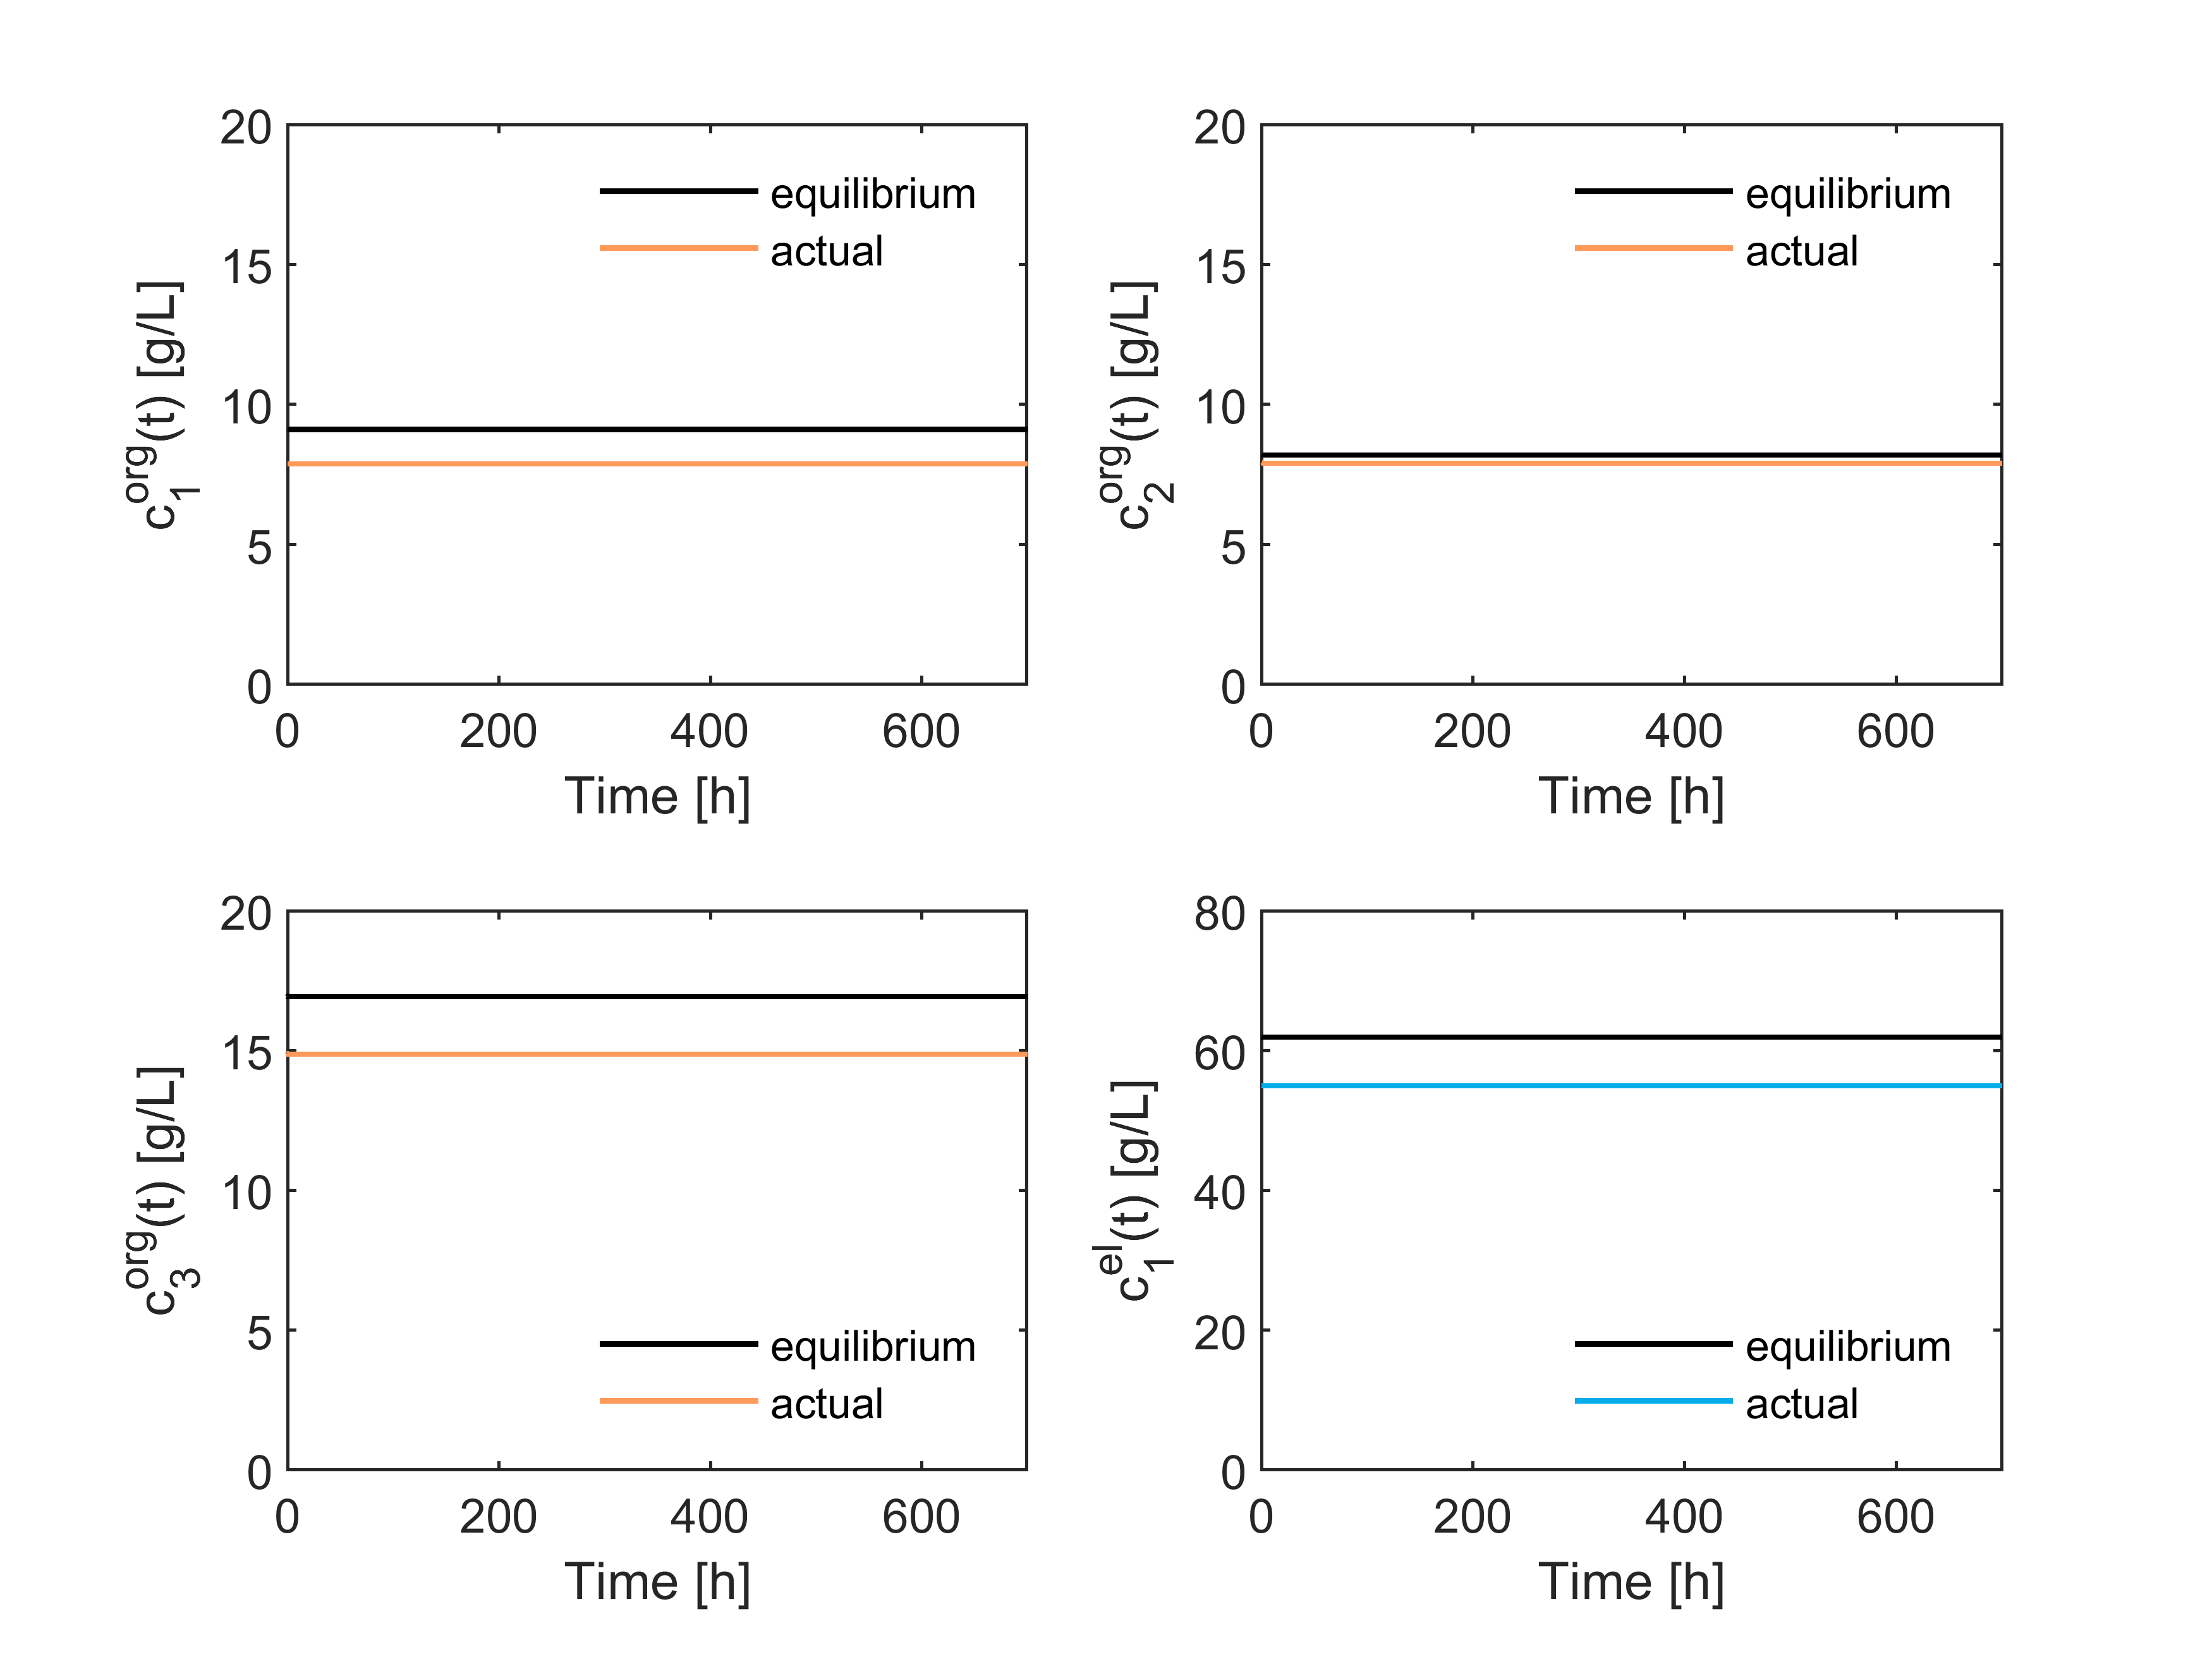 20
15
10
5
0
0 200 400 600
Time [h]
c₁ᵒʳᵍ(t) [g/L]
equilibrium
actual
20
15
10
5
0
0 200 400 600
Time [h]
c₂ᵒʳᵍ(t) [g/L]
equilibrium
actual
20
15
10
5
0
0 200 400 600
Time [h]
c₃ᵒʳᵍ(t) [g/L]
equilibrium
actual
80
60
40
20
0
0 200 400 600
Time [h]
c₁ᵉˡ(t) [g/L]
equilibrium
actual